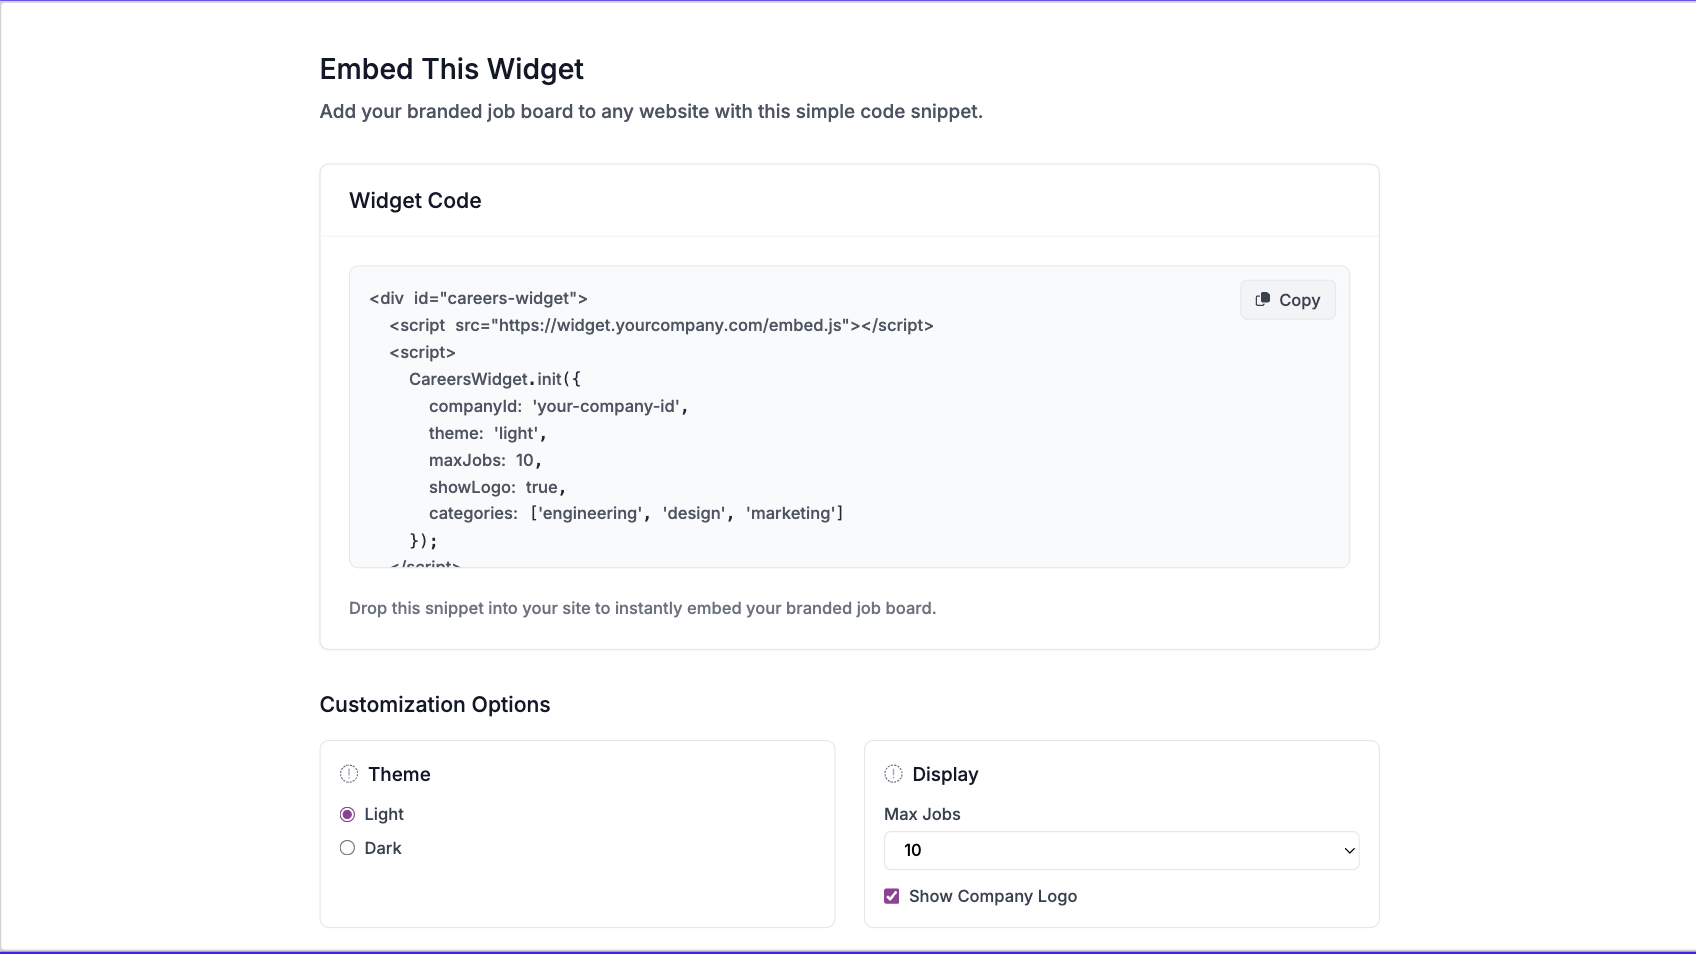 Embed This Widget
Add your branded job board to any website with this simple code snippet.
Widget Code
Copy
<div id="careers-widget">
<script src="https://widget.yourcompany.com/embed.js"></script>
<script>
CareersWidget.init({
companyId: 'your-company-id',
theme: 'light',
maxJobs: 10,
showLogo: true,
categories: ['engineering', 'design', 'marketing']
});
</script>
Drop this snippet into your site to instantly embed your branded job board.
Customization Options
Theme
Light
Dark
Display
Max Jobs
10
Show Company Logo